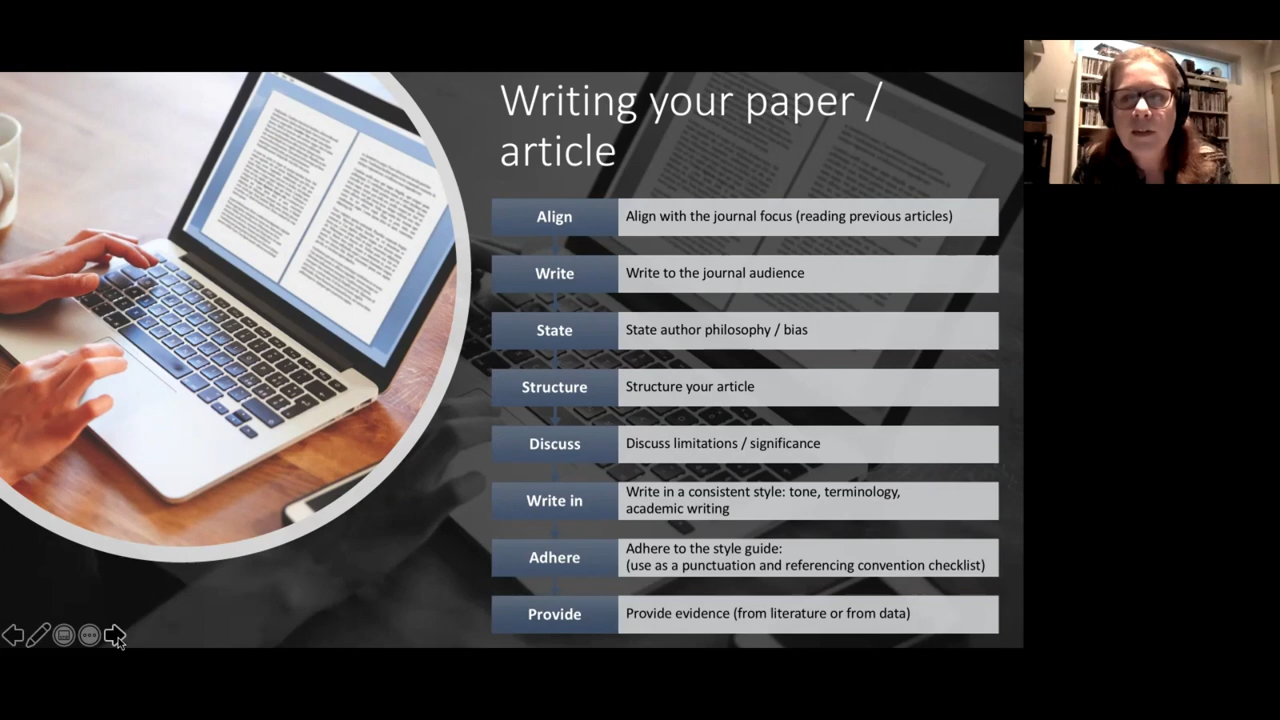 Writing your paper /
article
Align
Align with the journal focus (reading previous articles)
Write
Write to the journal audience
State
State author philosophy / bias
Structure
Structure your article
Discuss
Discuss limitations / significance
Write in
Write in a consistent style: tone, terminology,
academic writing
Adhere
Adhere to the style guide:
(use as a punctuation and referencing convention checklist)
Provide
Provide evidence (from literature or from data)